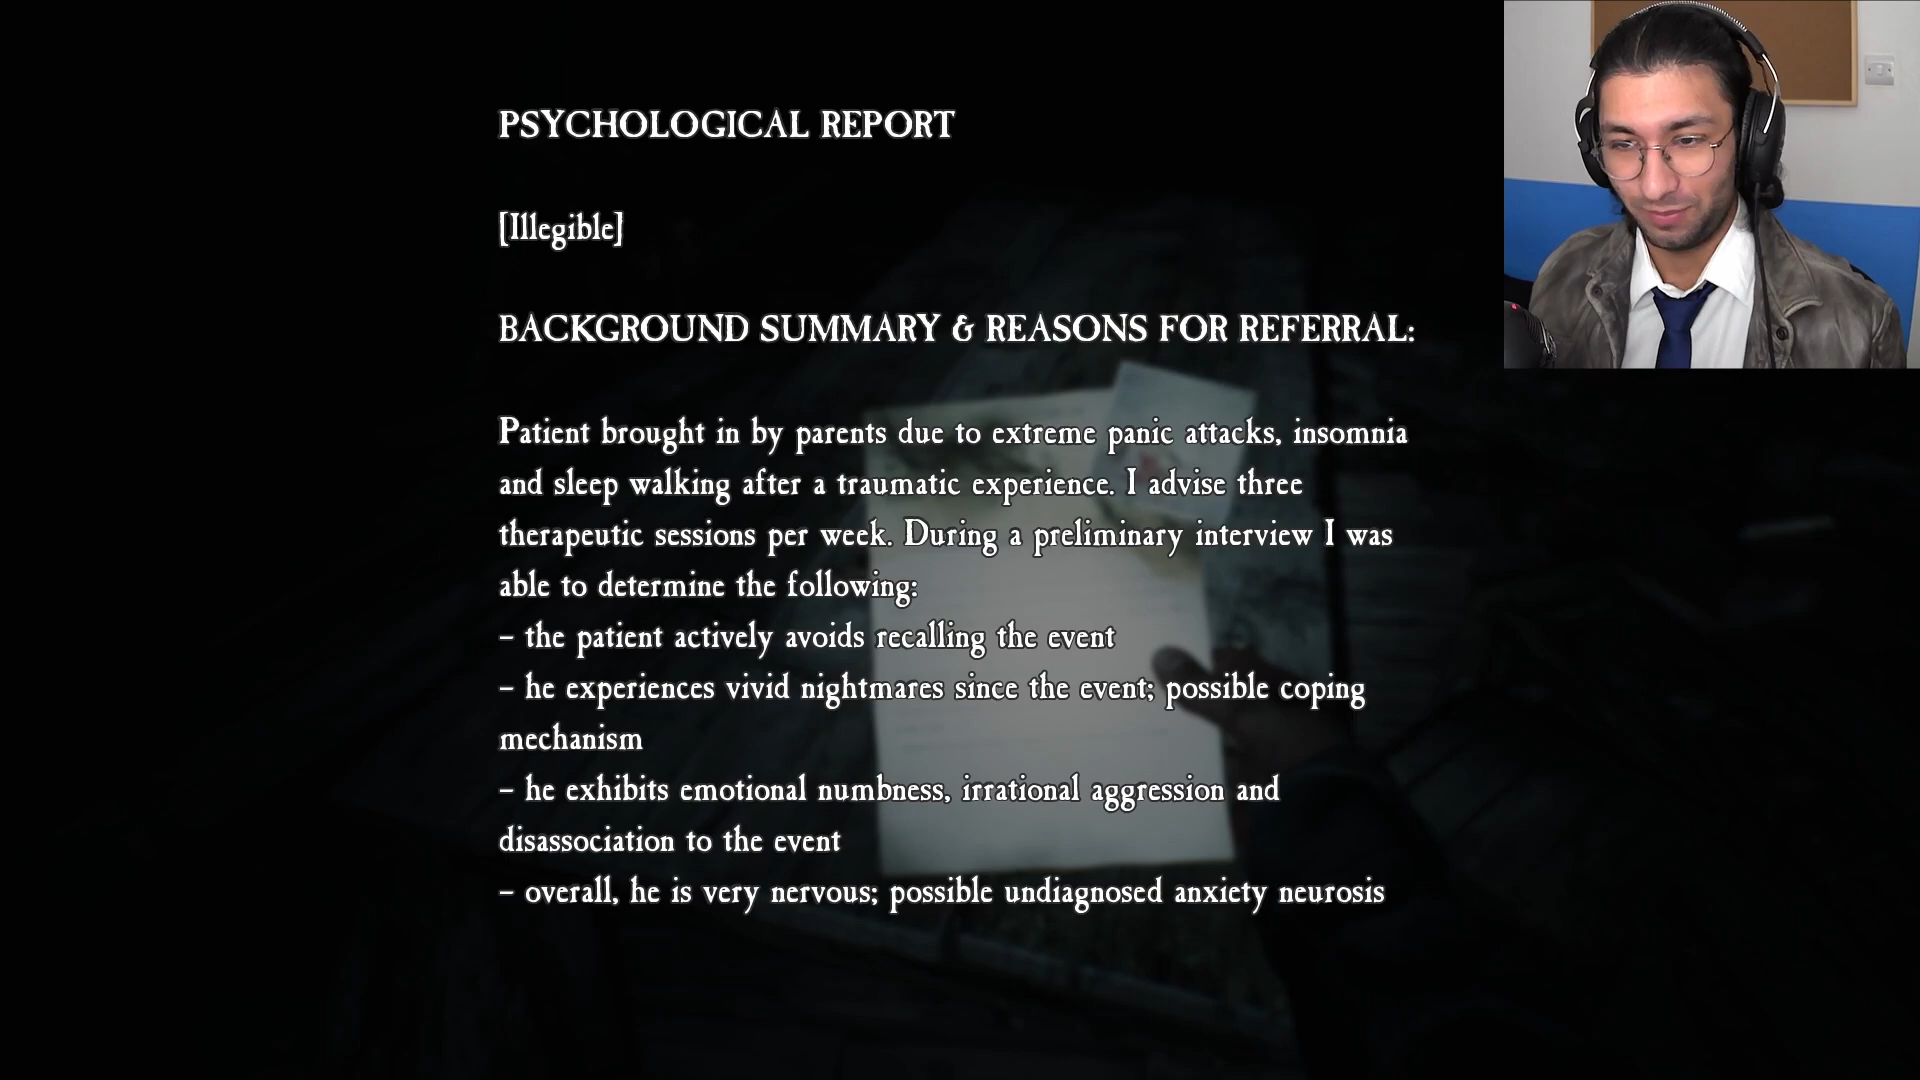 PSYCHOLOGICAL REPORT
[Illegible]
BACKGROUND SUMMARY & REASONS FOR REFERRAL:
Patient brought in by parents due to extreme panic attacks, insomnia
and sleep walking after a traumatic experience. I advise three
therapeutic sessions per week. During a preliminary interview I was
able to determine the following:
– the patient actively avoids recalling the event
– he experiences vivid nightmares since the event; possible coping
mechanism
– he exhibits emotional numbness, irrational aggression and
disassociation to the event
– overall, he is very nervous; possible undiagnosed anxiety neurosis